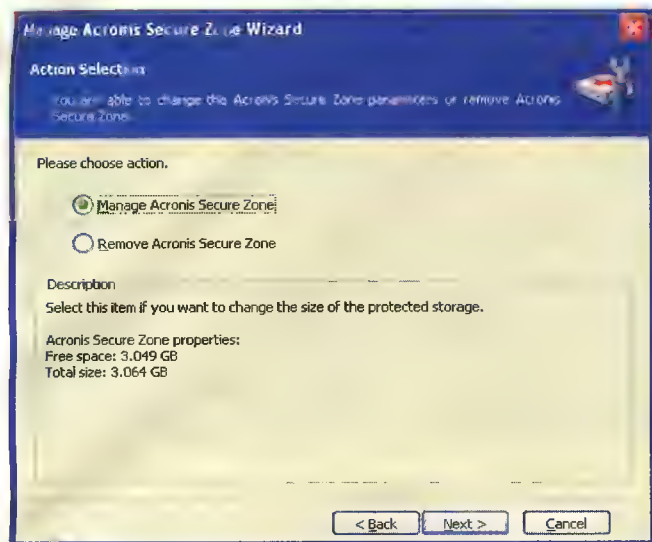 Manage Acronis Secure Zone Wizard
Action Selection
You are able to change the Acronis Secure Zone parameters or remove Acronis
Secure Zone.
Please choose action.
Manage Acronis Secure Zone
Remove Acronis Secure Zone
Description
Select this item if you want to change the size of the protected storage.
Acronis Secure Zone properties:
Free space: 3.049 GB
Total size: 3.064 GB
< Back
Next >
Cancel